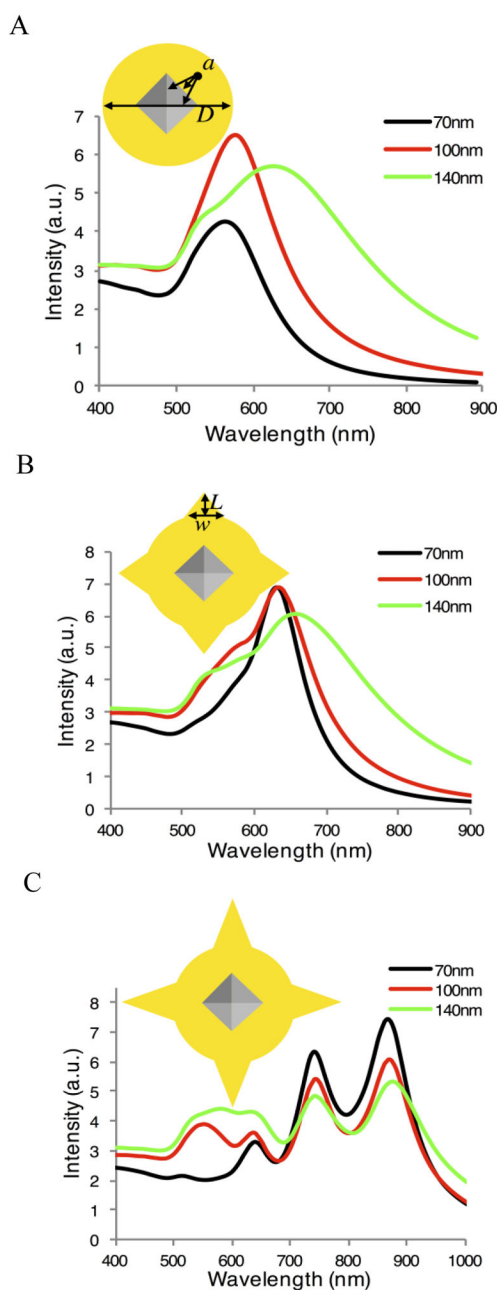 A
a
D
7
6
5
4
3
2
1
0
Intensity (a.u.)
70nm
100nm
140nm
400 500 600 700 800 900
Wavelength (nm)
B
L
w
8
7
6
5
4
3
2
1
0
Intensity (a.u.)
70nm
100nm
140nm
400 500 600 700 800 900
Wavelength (nm)
C
8
7
6
5
4
3
2
1
0
Intensity (a.u.)
70nm
100nm
140nm
400 500 600 700 800 900 1000
Wavelength (nm)